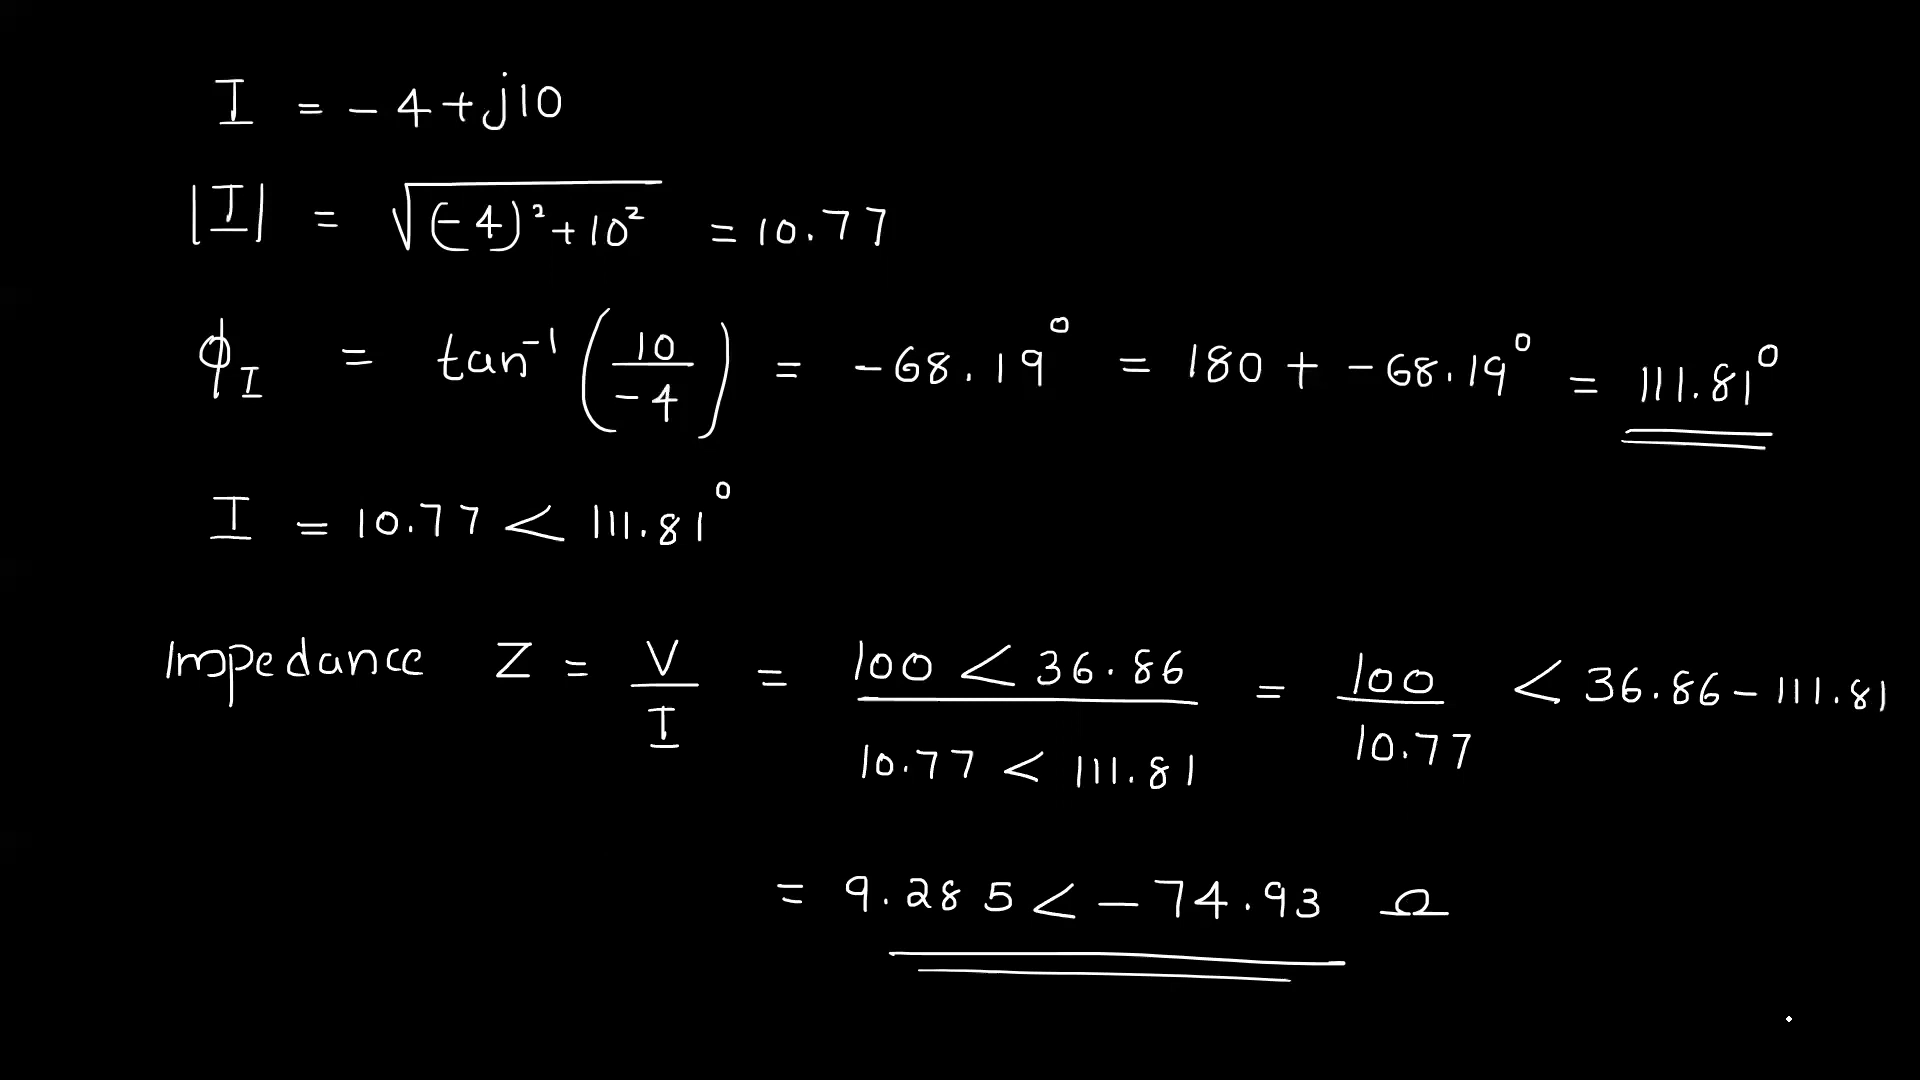 I = -4+j10
|I| = √(-4)²+10² = 10.77
ϕI = tan⁻¹(10/-4) = -68.19° = 180 + -68.19° = 111.81°
I = 10.77 < 111.81°
Impedance Z = V/I = 100 < 36.86 / 10.77 < 111.81 = 100/10.77 < 36.86 - 111.81
= 9.285 < -74.93 Ω